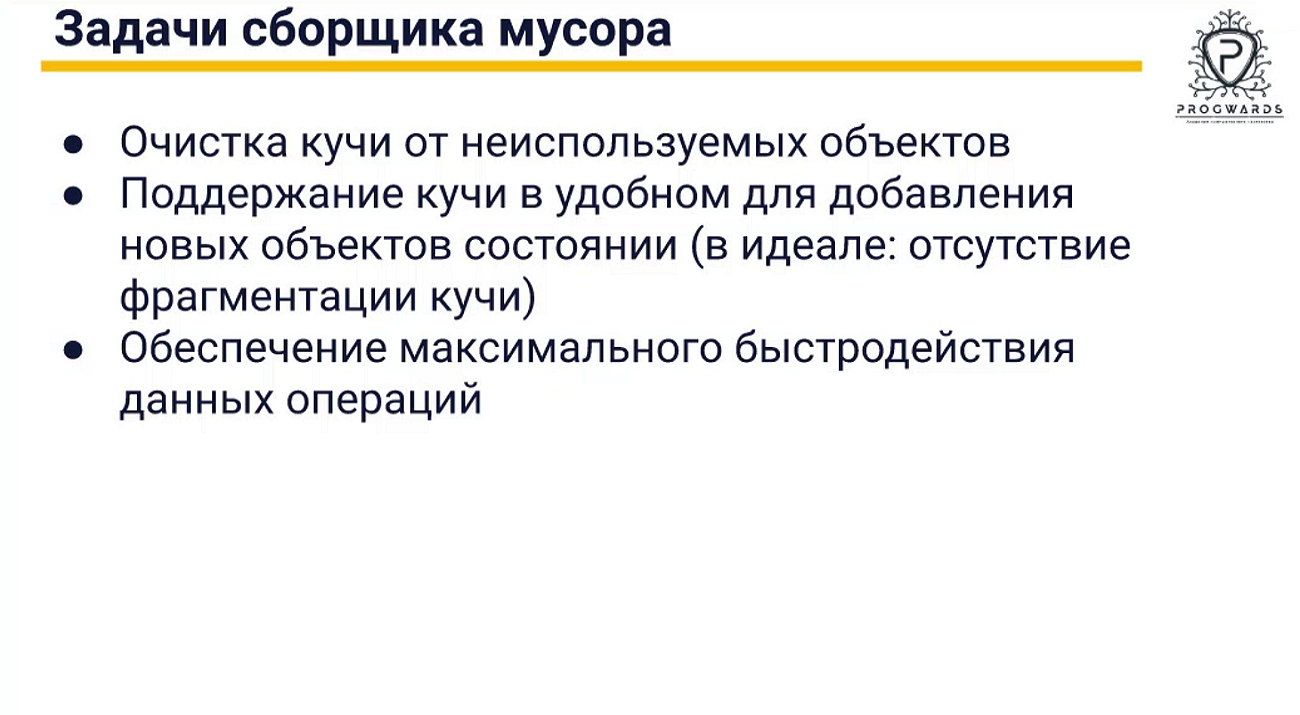 Задачи сборщика мусора
PROGWARDS
● Очистка кучи от неиспользуемых объектов
● Поддержание кучи в удобном для добавления
новых объектов состоянии (в идеале: отсутствие
фрагментации кучи)
● Обеспечение максимального быстродействия
данных операций